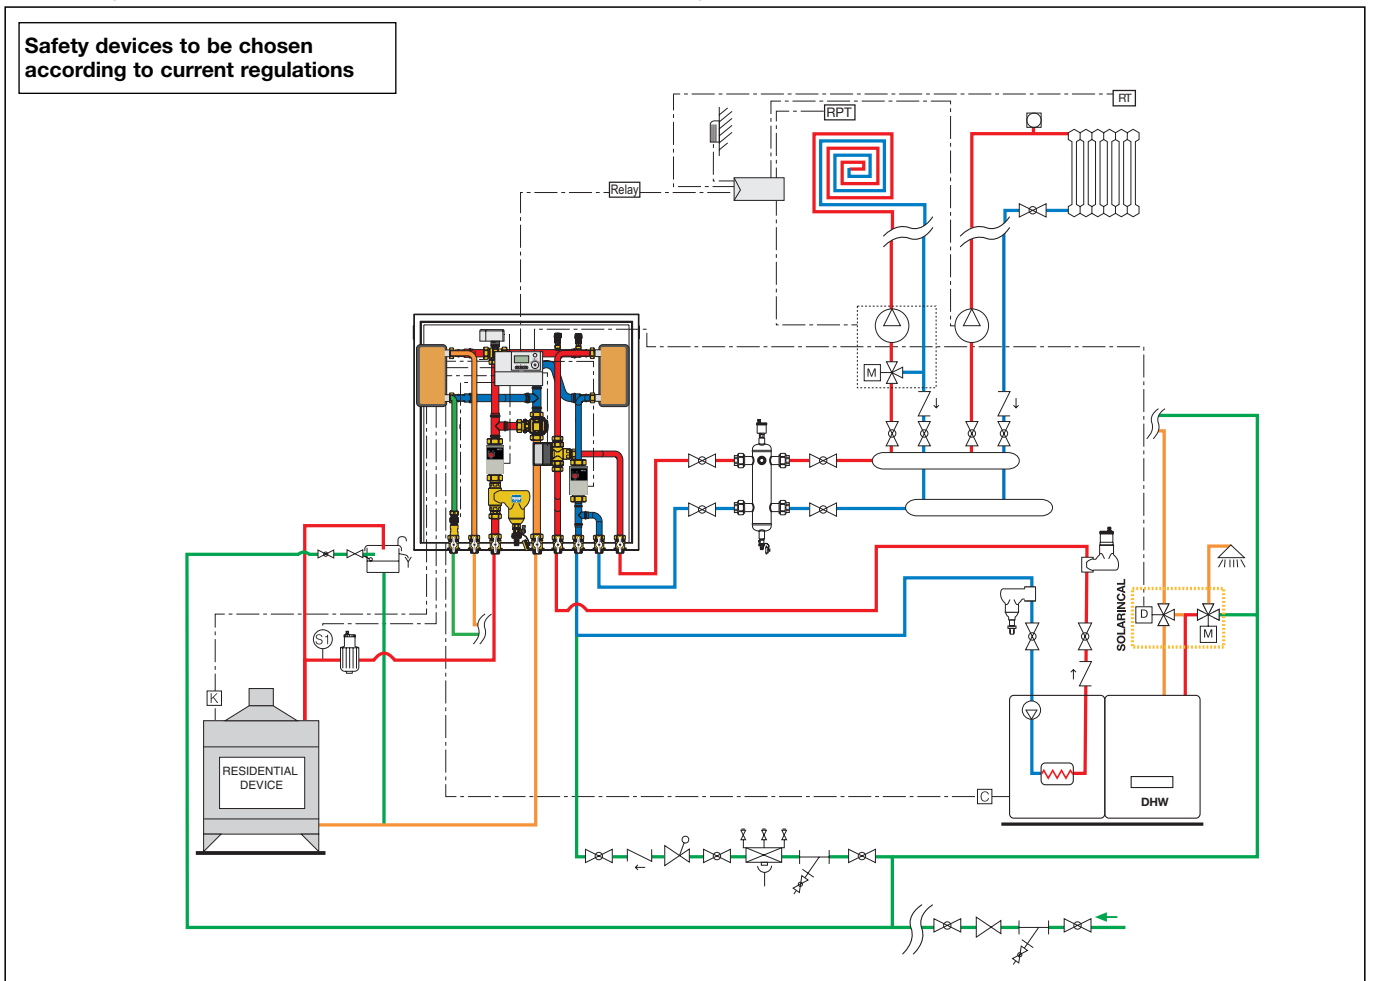 Safety devices to be chosen
according to current regulations
RT
RPT
Relay
M
S1
K
RESIDENTIAL
DEVICE
SOLARINCAL
D
M
C
DHW